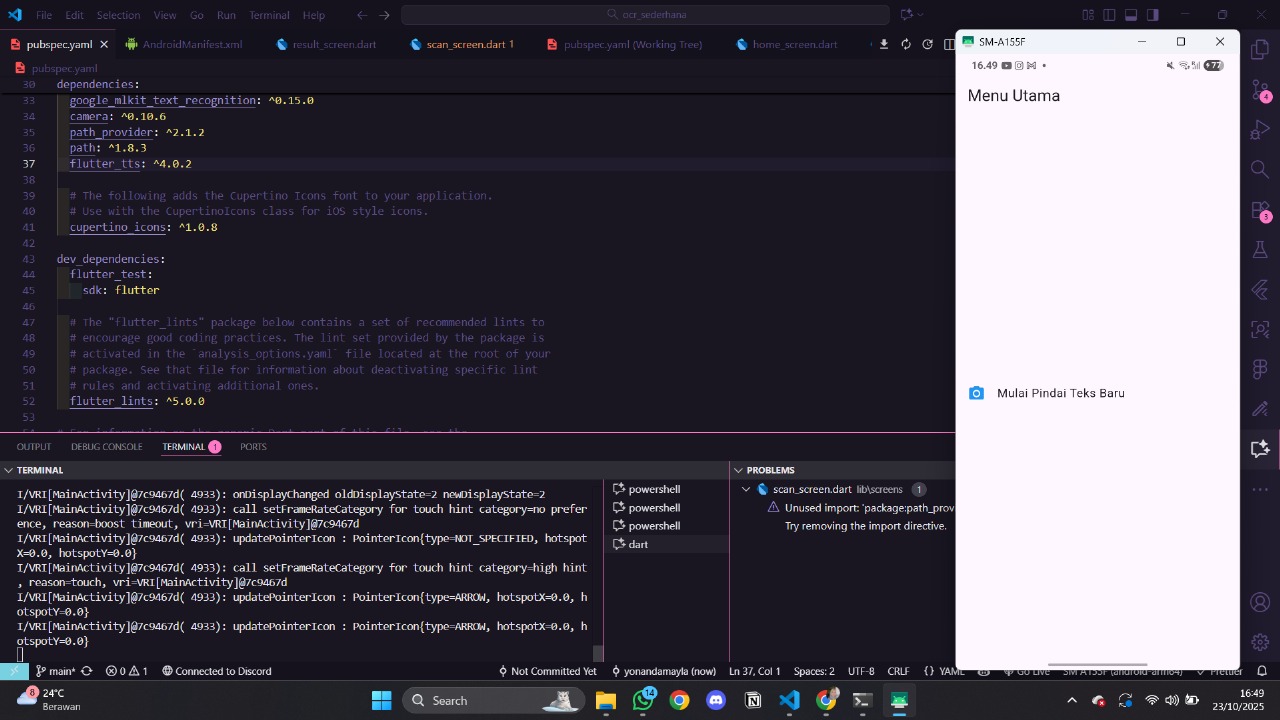 File Edit Selection View Go Run Terminal Help
ocr_sederhana
pubspec.yaml
AndroidManifest.xml
result_screen.dart
scan_screen.dart 1
pubspec.yaml (Working Tree)
home_screen.dart
pubspec.yaml
30 dependencies:
33 google_mlkit_text_recognition: ^0.15.0
34 camera: ^0.10.6
35 path_provider: ^2.1.2
36 path: ^1.8.3
37 flutter_tts: ^4.0.2
38
39 # The following adds the Cupertino Icons font to your application.
40 # Use with the CupertinoIcons class for iOS style icons.
41 cupertino_icons: ^1.0.8
42
43 dev_dependencies:
44 flutter_test:
45 sdk: flutter
46
47 # The "flutter_lints" package below contains a set of recommended lints to
48 # encourage good coding practices. The lint set provided by the package is
49 # activated in the `analysis_options.yaml` file located at the root of your
50 # package. See that file for information about deactivating specific lint
51 # rules and activating additional ones.
52 flutter_lints: ^5.0.0
53
OUTPUT DEBUG CONSOLE TERMINAL 1 PORTS
TERMINAL
I/VRI[MainActivity]@7c9467d( 4933): onDisplayChanged oldDisplayState=2 newDisplayState=2
I/VRI[MainActivity]@7c9467d( 4933): call setFrameRateCategory for touch hint category=no prefer
ence, reason=boost timeout, vri=VRI[MainActivity]@7c9467d
I/VRI[MainActivity]@7c9467d( 4933): updatePointerIcon : PointerIcon{type=NOT_SPECIFIED, hotspot
X=0.0, hotspotY=0.0}
I/VRI[MainActivity]@7c9467d( 4933): call setFrameRateCategory for touch hint category=high hint
, reason=touch, vri=VRI[MainActivity]@7c9467d
I/VRI[MainActivity]@7c9467d( 4933): updatePointerIcon : PointerIcon{type=ARROW, hotspotX=0.0, h
otspotY=0.0}
I/VRI[MainActivity]@7c9467d( 4933): updatePointerIcon : PointerIcon{type=ARROW, hotspotX=0.0, h
otspotY=0.0}
powershell
powershell
powershell
dart
PROBLEMS
scan_screen.dart lib\screens 1
Unused import: 'package:path_prov
Try removing the import directive.
SM-A155F
16.49
77
Menu Utama
Mulai Pindai Teks Baru
4
3
main* 0 1 Connected to Discord
Not Committed Yet yonandamayla (now) Ln 37, Col 1 Spaces: 2 UTF-8 CRLF {} YAML Go Live SM A155F (android-arm64) Prettier
8
24°C
Berawan
Search
14
16:49
23/10/2025